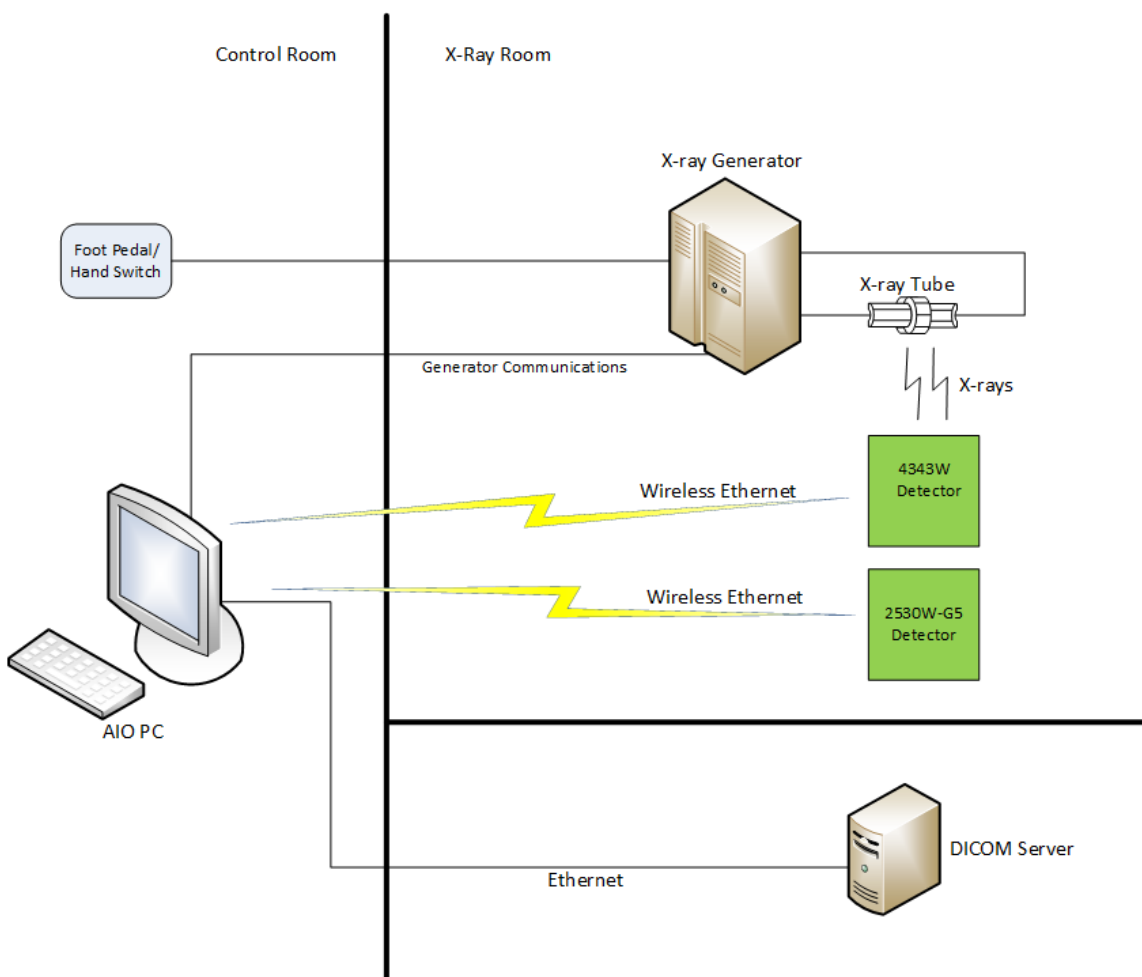 Control Room
X-Ray Room
X-ray Generator
Foot Pedal/
Hand Switch
X-ray Tube
Generator Communications
X-rays
4343W
Detector
Wireless Ethernet
Wireless Ethernet
2530W-G5
Detector
AIO PC
DICOM Server
Ethernet